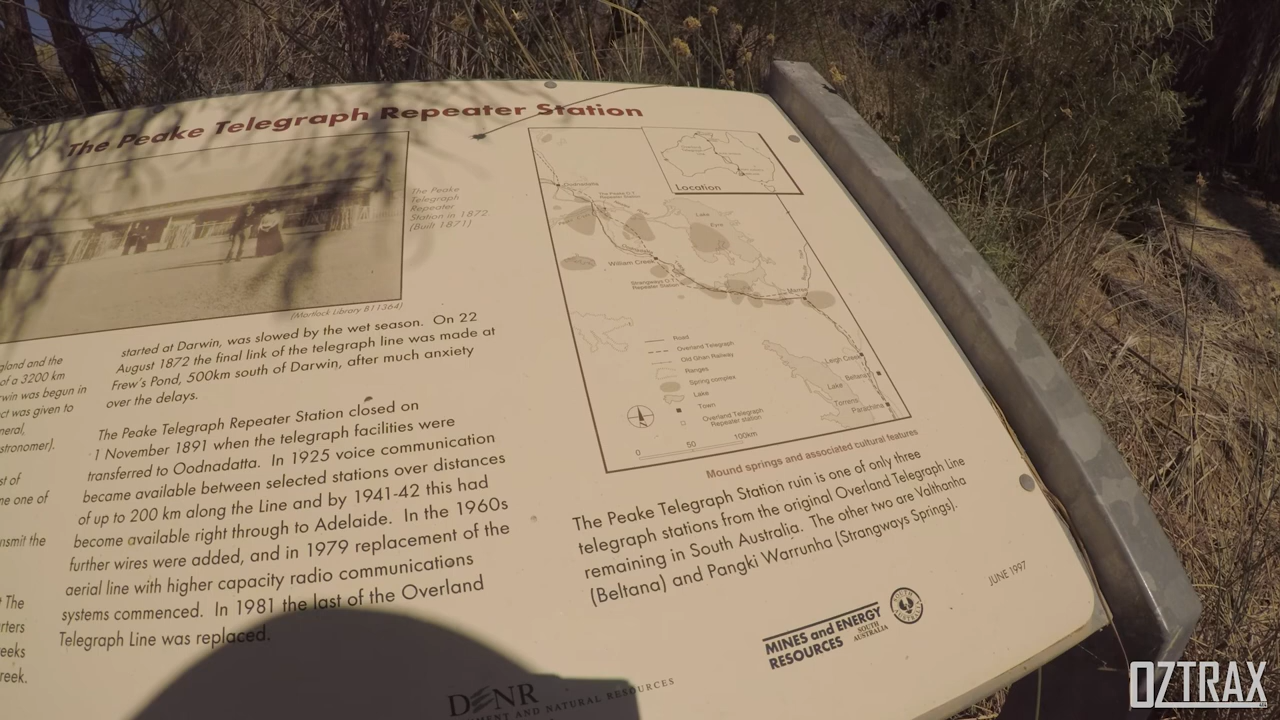 The Peake Telegraph Repeater Station
The Peake
Telegraph
Repeater
Station in 1872.
(Built 1871)
(Mortlock Library B11364)
gland and the
of a 3200 km
rwin was begun in
ct was given to
neral,
stronomer).
st of
ne one of
nsmit the
t The
rters
eeks
reek.
started at Darwin, was slowed by the wet season. On 22
August 1872 the final link of the telegraph line was made at
Frew's Pond, 500km south of Darwin, after much anxiety
over the delays.
The Peake Telegraph Repeater Station closed on
1 November 1891 when the telegraph facilities were
transferred to Oodnadatta. In 1925 voice communication
became available between selected stations over distances
of up to 200 km along the Line and by 1941-42 this had
become available right through to Adelaide. In the 1960s
further wires were added, and in 1979 replacement of the
aerial line with higher capacity radio communications
systems commenced. In 1981 the last of the Overland
Telegraph Line was replaced.
Location
Oodnadatta
The Peake O.T.
Repeater Station
Lake
Eyre
William Creek
Strangways O.T.
Repeater Station
Marree
Leigh Creek
Beltana
Lake
Torrens
Parachilna
Road
Overland Telegraph
Old Ghan Railway
Ranges
Spring complex
Lake
Town
Overland Telegraph
Repeater station
0 50 100km
Mound springs and associated cultural features
The Peake Telegraph Station ruin is one of only three
telegraph stations from the original Overland Telegraph Line
remaining in South Australia. The other two are Valthanha
(Beltana) and Pangki Warrunha (Strangways Springs).
JUNE 1997
MINES and ENERGY
RESOURCES
SOUTH
AUSTRALIA
DENR
MENT AND NATURAL RESOURCES
OZTRAX